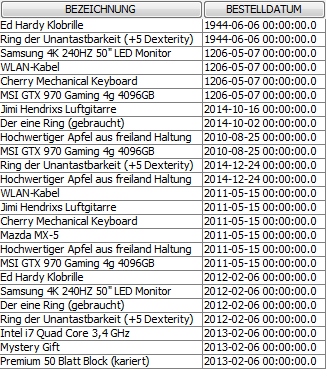 BEZEICHNUNG BESTELLDATUM
Ed Hardy Klobrille 1944-06-06 00:00:00.0
Ring der Unantastbarkeit (+5 Dexterity) 1944-06-06 00:00:00.0
Samsung 4K 240HZ 50" LED Monitor 1206-05-07 00:00:00.0
WLAN-Kabel 1206-05-07 00:00:00.0
Cherry Mechanical Keyboard 1206-05-07 00:00:00.0
MSI GTX 970 Gaming 4g 4096GB 1206-05-07 00:00:00.0
Jimi Hendrixs Luftgitarre 2014-10-16 00:00:00.0
Der eine Ring (gebraucht) 2014-10-02 00:00:00.0
Hochwertiger Apfel aus freiland Haltung 2010-08-25 00:00:00.0
MSI GTX 970 Gaming 4g 4096GB 2010-08-25 00:00:00.0
Ring der Unantastbarkeit (+5 Dexterity) 2014-12-24 00:00:00.0
Hochwertiger Apfel aus freiland Haltung 2014-12-24 00:00:00.0
WLAN-Kabel 2011-05-15 00:00:00.0
Jimi Hendrixs Luftgitarre 2011-05-15 00:00:00.0
Cherry Mechanical Keyboard 2011-05-15 00:00:00.0
Mazda MX-5 2011-05-15 00:00:00.0
Hochwertiger Apfel aus freiland Haltung 2011-05-15 00:00:00.0
MSI GTX 970 Gaming 4g 4096GB 2011-05-15 00:00:00.0
Ed Hardy Klobrille 2012-02-06 00:00:00.0
Samsung 4K 240HZ 50" LED Monitor 2012-02-06 00:00:00.0
Der eine Ring (gebraucht) 2012-02-06 00:00:00.0
Ring der Unantastbarkeit (+5 Dexterity) 2012-02-06 00:00:00.0
Intel i7 Quad Core 3,4 GHz 2013-02-06 00:00:00.0
Mystery Gift 2013-02-06 00:00:00.0
Premium 50 Blatt Block (kariert) 2013-02-06 00:00:00.0